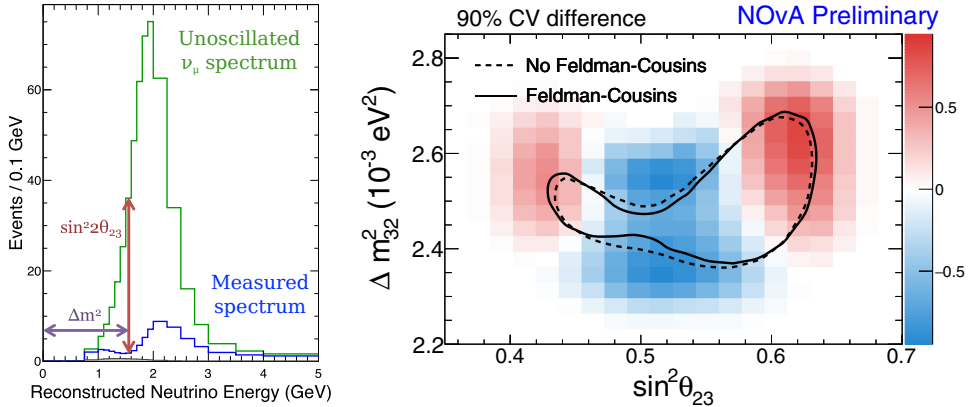 Unoscillated
νμ spectrum
sin²2θ23
Measured
spectrum
Δm²
Events / 0.1 GeV
0
20
40
60
0
1
2
3
4
5
Reconstructed Neutrino Energy (GeV)
90% CV difference
NOvA Preliminary
No Feldman-Cousins
Feldman-Cousins
Δ m²32 (10⁻³ eV²)
2.8
2.6
2.4
2.2
0.4
0.5
0.6
0.7
sin²θ23
0.5
0
−0.5